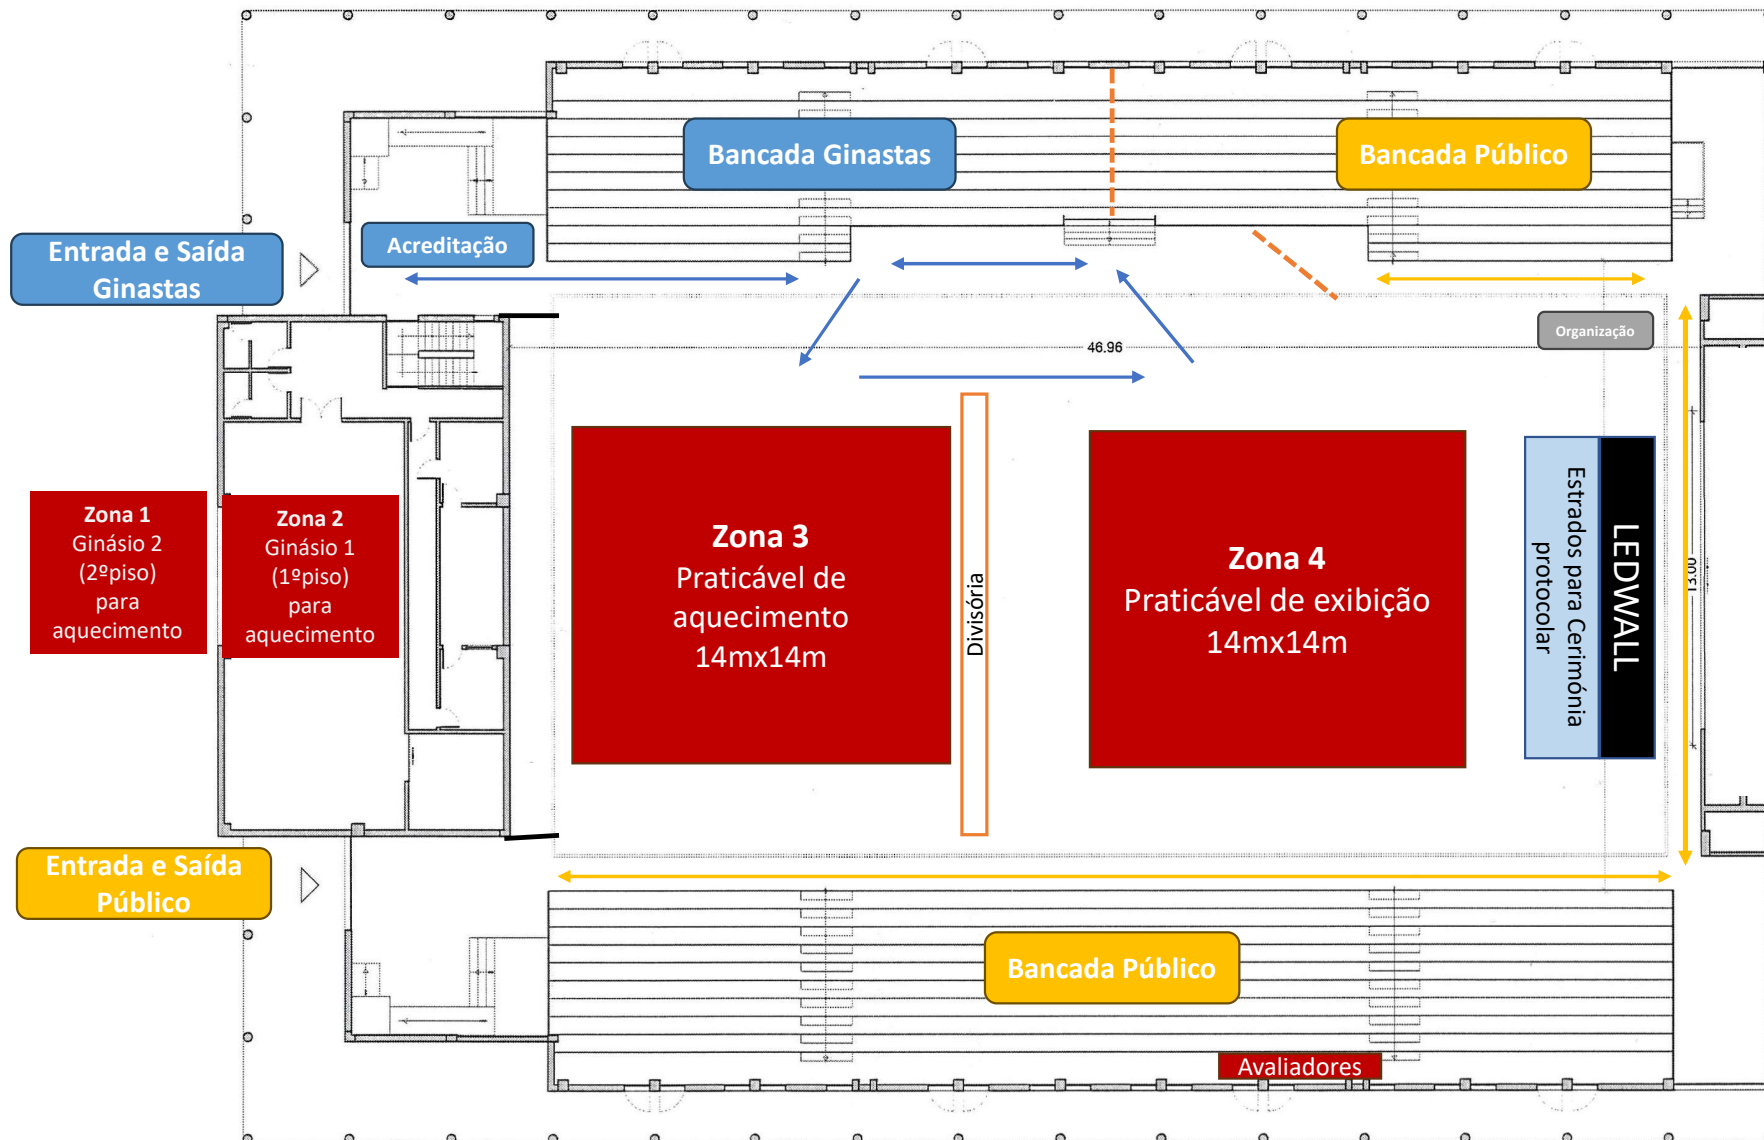 Bancada Ginastas
Bancada Público
Entrada e Saída
Ginastas
Acreditação
Organização
46.96
Zona 1
Ginásio 2
(2ºpiso)
para
aquecimento
Zona 2
Ginásio 1
(1ºpiso)
para
aquecimento
Zona 3
Praticável de
aquecimento
14mx14m
Divisória
Zona 4
Praticável de exibição
14mx14m
Estrados para Cerimónia
protocolar
LEDWALL
Entrada e Saída
Público
Bancada Público
Avaliadores